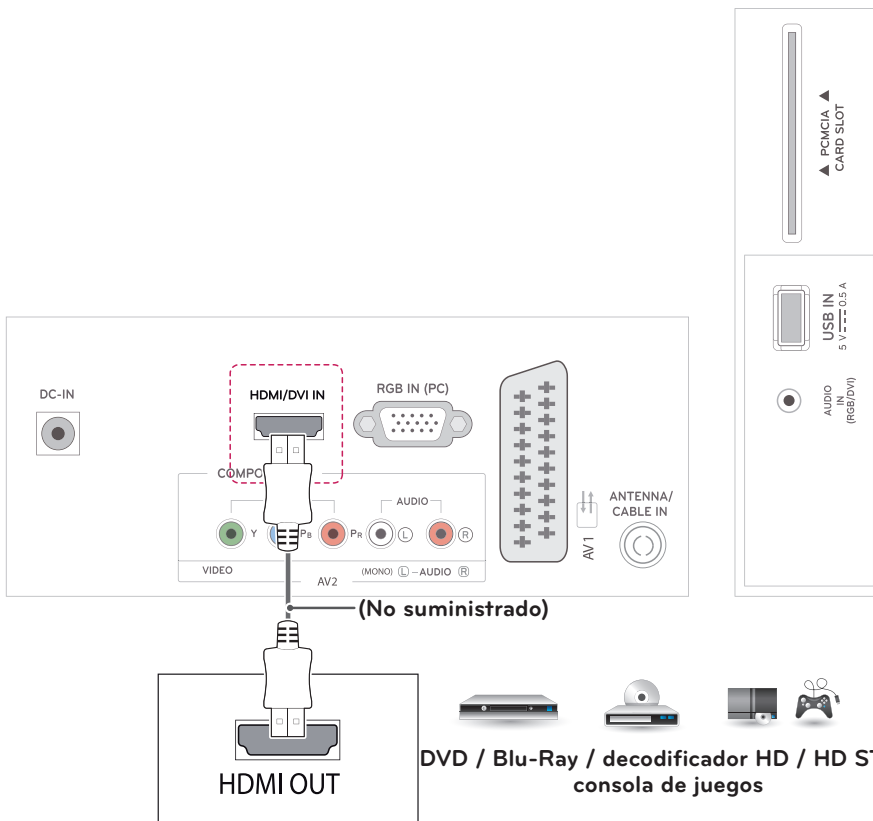 ▲ PCMCIA ▲
CARD SLOT
USB IN
5 V 0.5 A
AUDIO
IN
(RGB/DVI)
DC-IN
HDMI/DVI IN
RGB IN (PC)
COMPO
AUDIO
Y
PB
PR
L
R
VIDEO
AV2
(MONO) L – AUDIO R
AV1
ANTENNA/
CABLE IN
(No suministrado)
HDMI OUT
DVD / Blu-Ray / decodificador HD / HD
consola de juegos